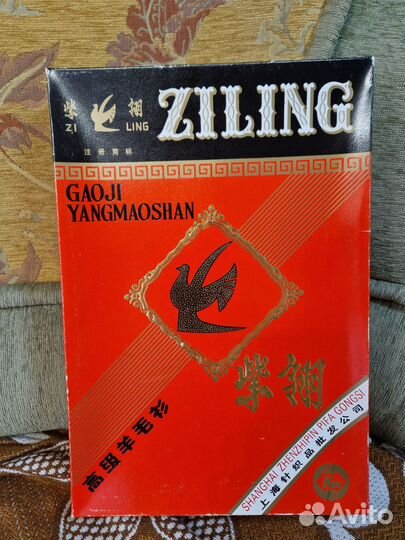 紫 翎 ZILING
ZI LING
注册商标
GAOJI
YANGMAOSHAN
紫翎
高级羊毛衫
SHANGHAI ZHENZHIPIN PIFA GONGSI
上海针织品批发公司
Avito